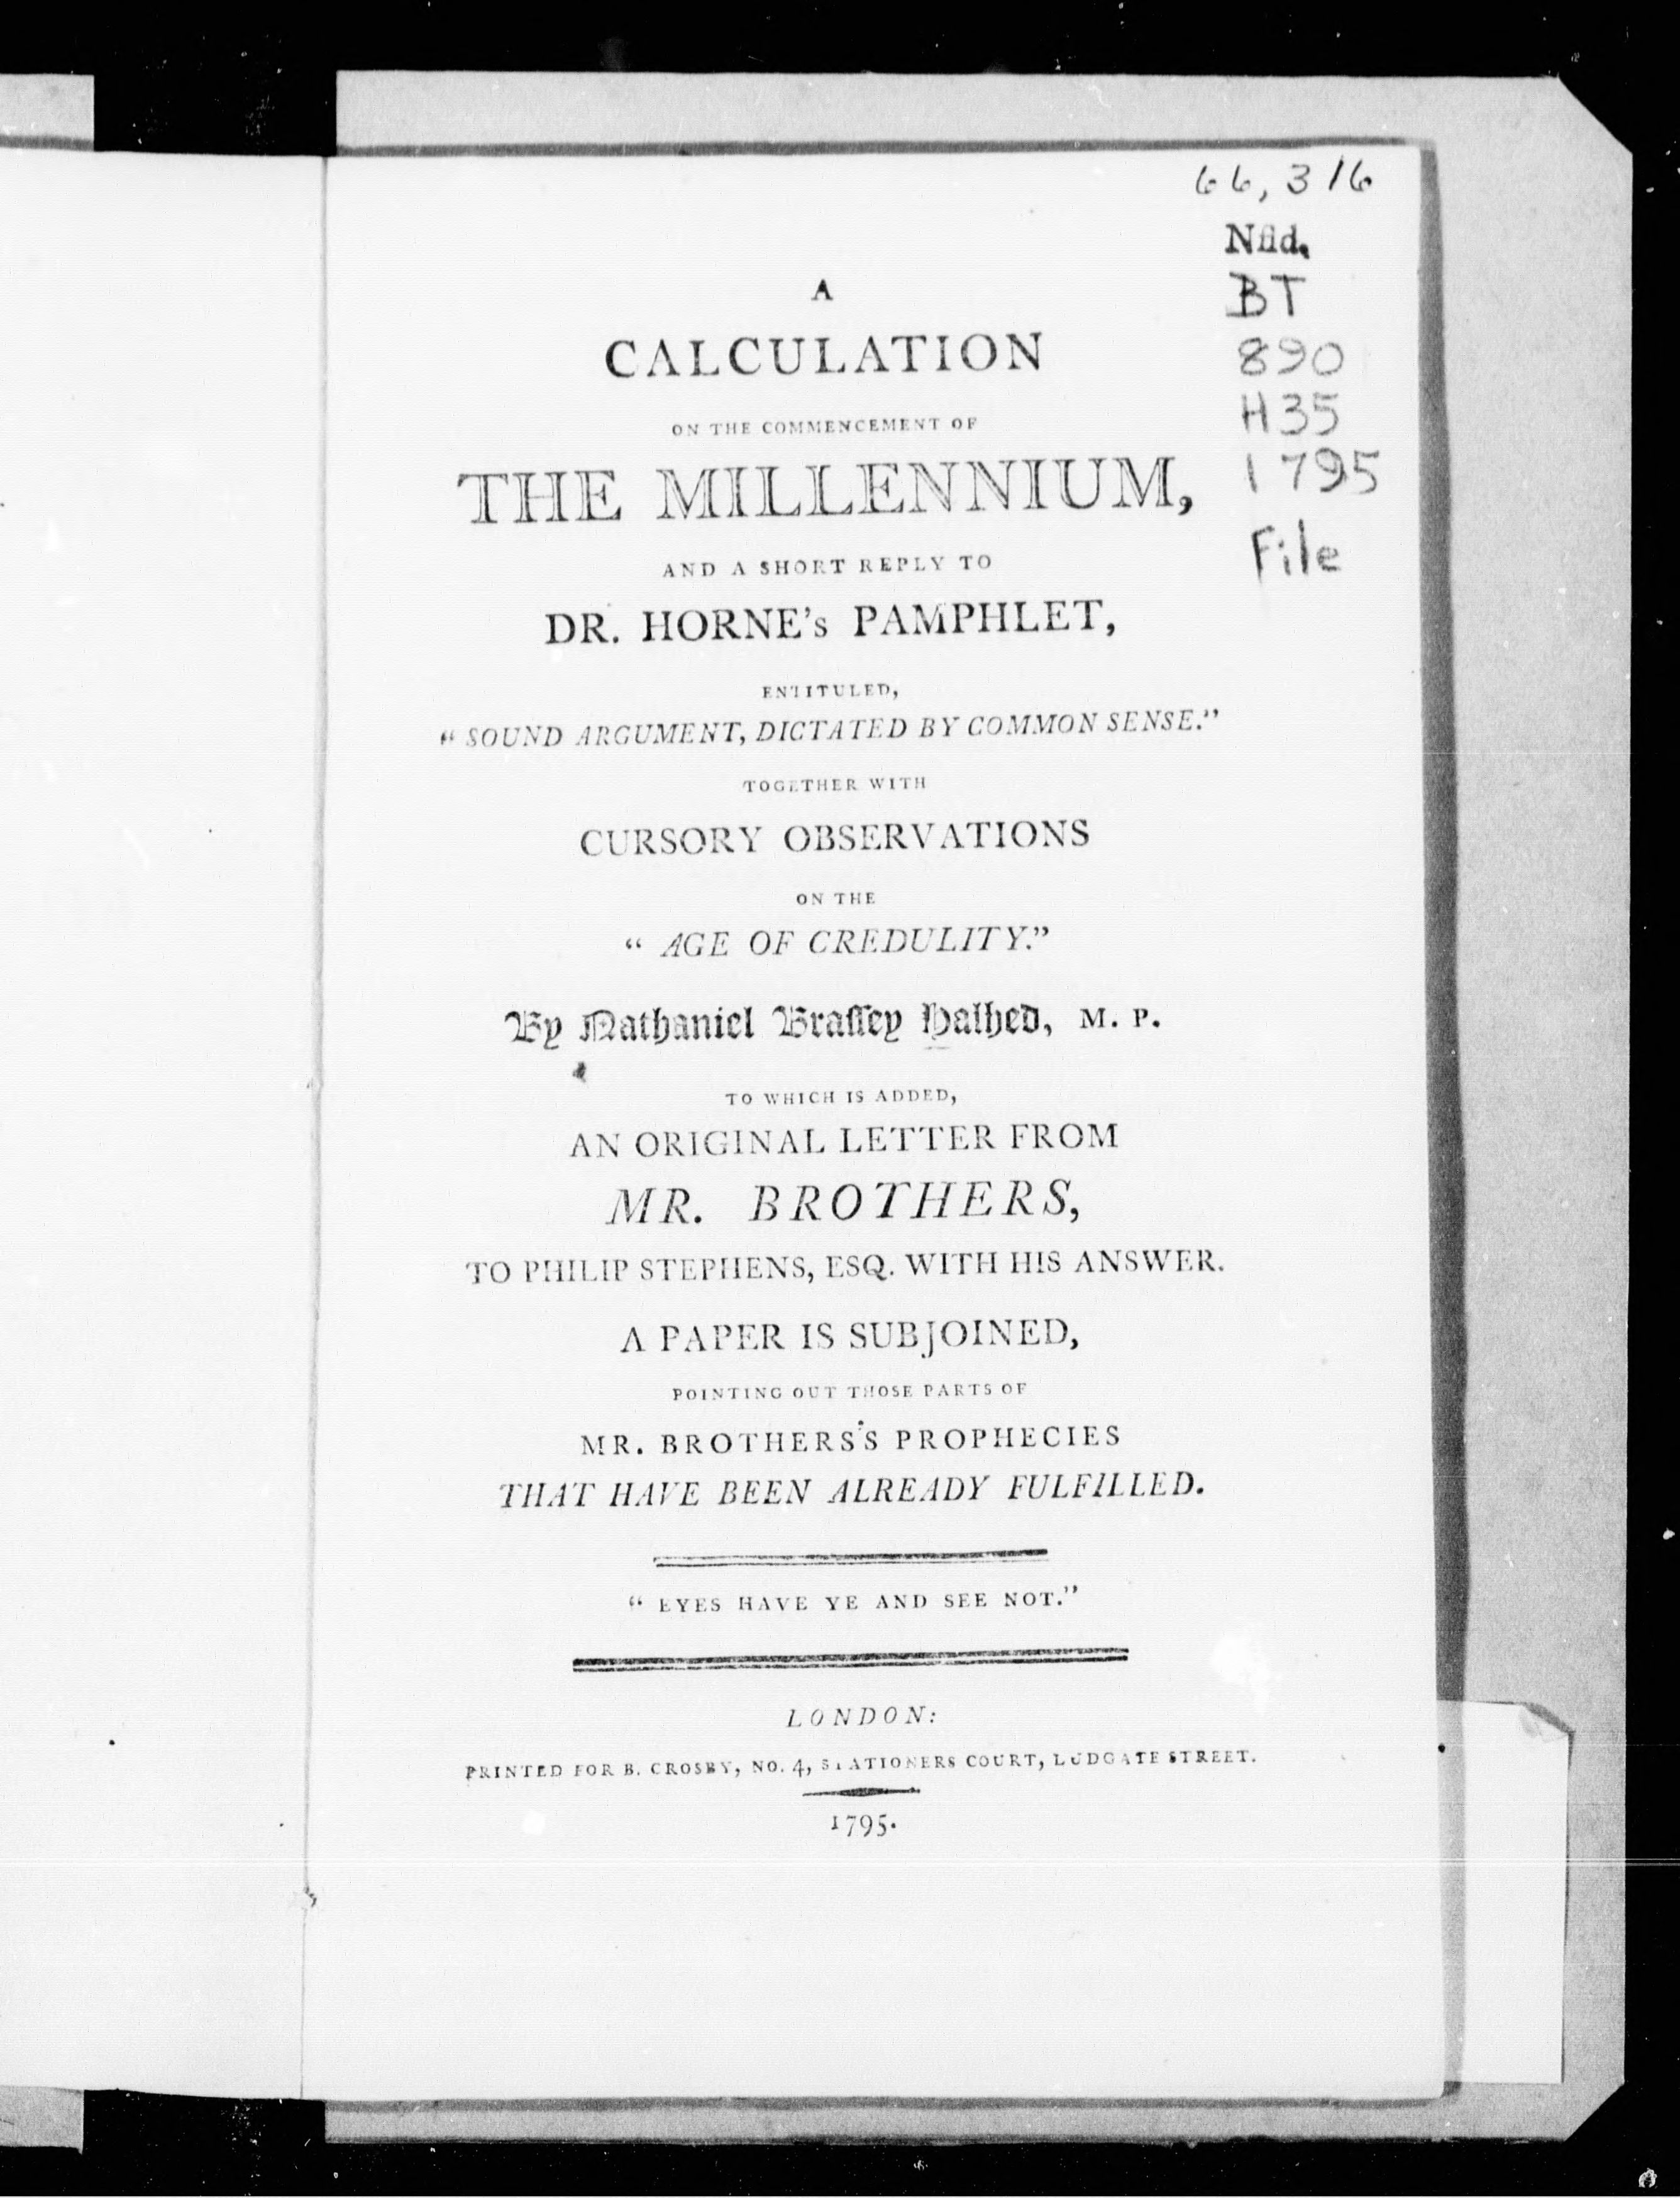 66,316
Nfld.
BT
890
H35
1795
File
A
CALCULATION
ON THE COMMENCEMENT OF
THE MILLENNIUM,
AND A SHORT REPLY TO
DR. HORNE's PAMPHLET,
ENTITULED,
" SOUND ARGUMENT, DICTATED BY COMMON SENSE."
TOGETHER WITH
CURSORY OBSERVATIONS
ON THE
" AGE OF CREDULITY."
By Nathaniel Brassey Halhed, M. P.
TO WHICH IS ADDED,
AN ORIGINAL LETTER FROM
MR. BROTHERS,
TO PHILIP STEPHENS, ESQ. WITH HIS ANSWER.
A PAPER IS SUBJOINED,
POINTING OUT THOSE PARTS OF
MR. BROTHERS's PROPHECIES
THAT HAVE BEEN ALREADY FULFILLED.
" EYES HAVE YE AND SEE NOT."
LONDON:
PRINTED FOR B. CROSBY, NO. 4, STATIONERS COURT, LUDGATE STREET.
1795.